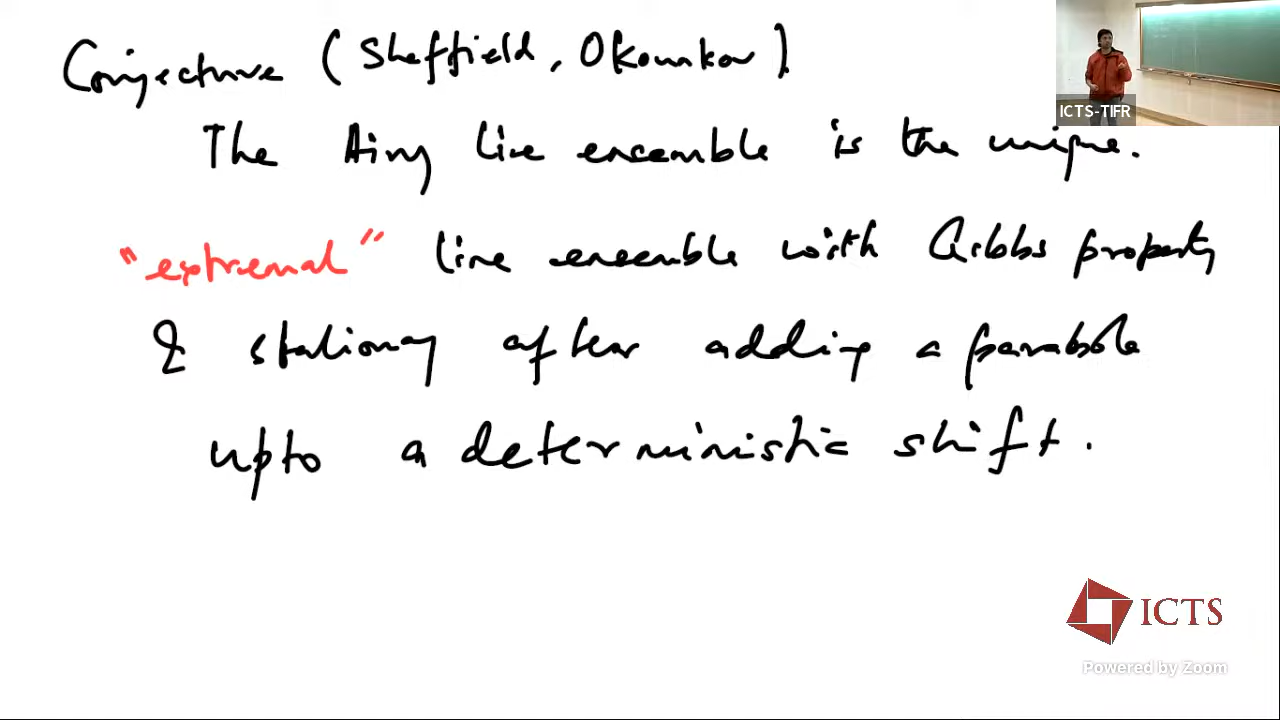 Conjecture (Sheffield, Okounkov).
The Airy line ensemble is the unique.
"extremal" line ensemble with Gibbs property
& stationary after adding a parabola
upto a deterministic shift.
ICTS-TIFR
ICTS
Powered by Zoom